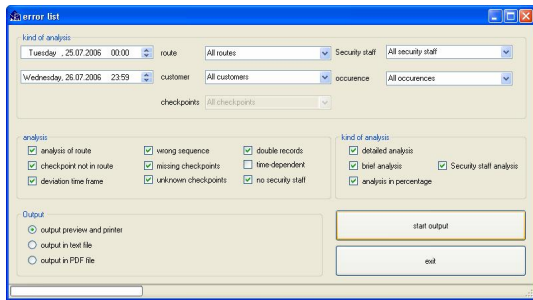 error list
kind of analysis
Tuesday , 25.07.2006 00:00 route All routes Security staff All security staff
Wednesday, 26.07.2006 23:59 customer All customers occurence All occurences
checkpoints All checkpoints
analysis
analysis of route wrong sequence double records
checkpoint not in route missing checkpoints time-dependent
deviation time frame unknown checkpoints no security staff
kind of analysis
detailed analysis
brief analysis Security staff analysis
analysis in percentage
Output
output preview and printer
output in text file
output in PDF file
start output
exit